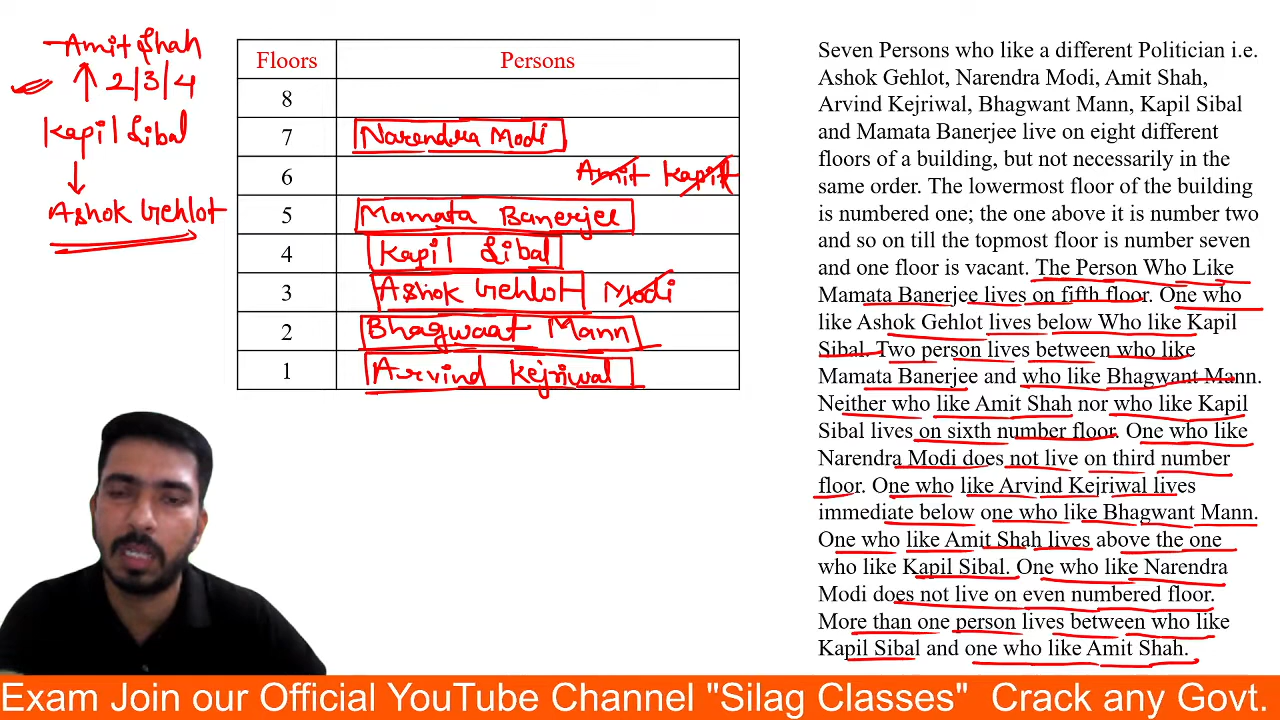 Amit Shah
2/3/4
Kapil Sibal
Ashok Gehlot
Floors Persons
8
7 Narendra Modi
6 Amit Kapil
5 Mamata Banerjee
4 Kapil Sibal
3 Ashok Gehlot Modi
2 Bhagwaat Mann
1 Arvind Kejriwal
Seven Persons who like a different Politician i.e.
Ashok Gehlot, Narendra Modi, Amit Shah,
Arvind Kejriwal, Bhagwant Mann, Kapil Sibal
and Mamata Banerjee live on eight different
floors of a building, but not necessarily in the
same order. The lowermost floor of the building
is numbered one; the one above it is number two
and so on till the topmost floor is number seven
and one floor is vacant. The Person Who Like
Mamata Banerjee lives on fifth floor. One who
like Ashok Gehlot lives below Who like Kapil
Sibal. Two person lives between who like
Mamata Banerjee and who like Bhagwant Mann.
Neither who like Amit Shah nor who like Kapil
Sibal lives on sixth number floor. One who like
Narendra Modi does not live on third number
floor. One who like Arvind Kejriwal lives
immediate below one who like Bhagwant Mann.
One who like Amit Shah lives above the one
who like Kapil Sibal. One who like Narendra
Modi does not live on even numbered floor.
More than one person lives between who like
Kapil Sibal and one who like Amit Shah.
Exam Join our Official YouTube Channel "Silag Classes" Crack any Govt.